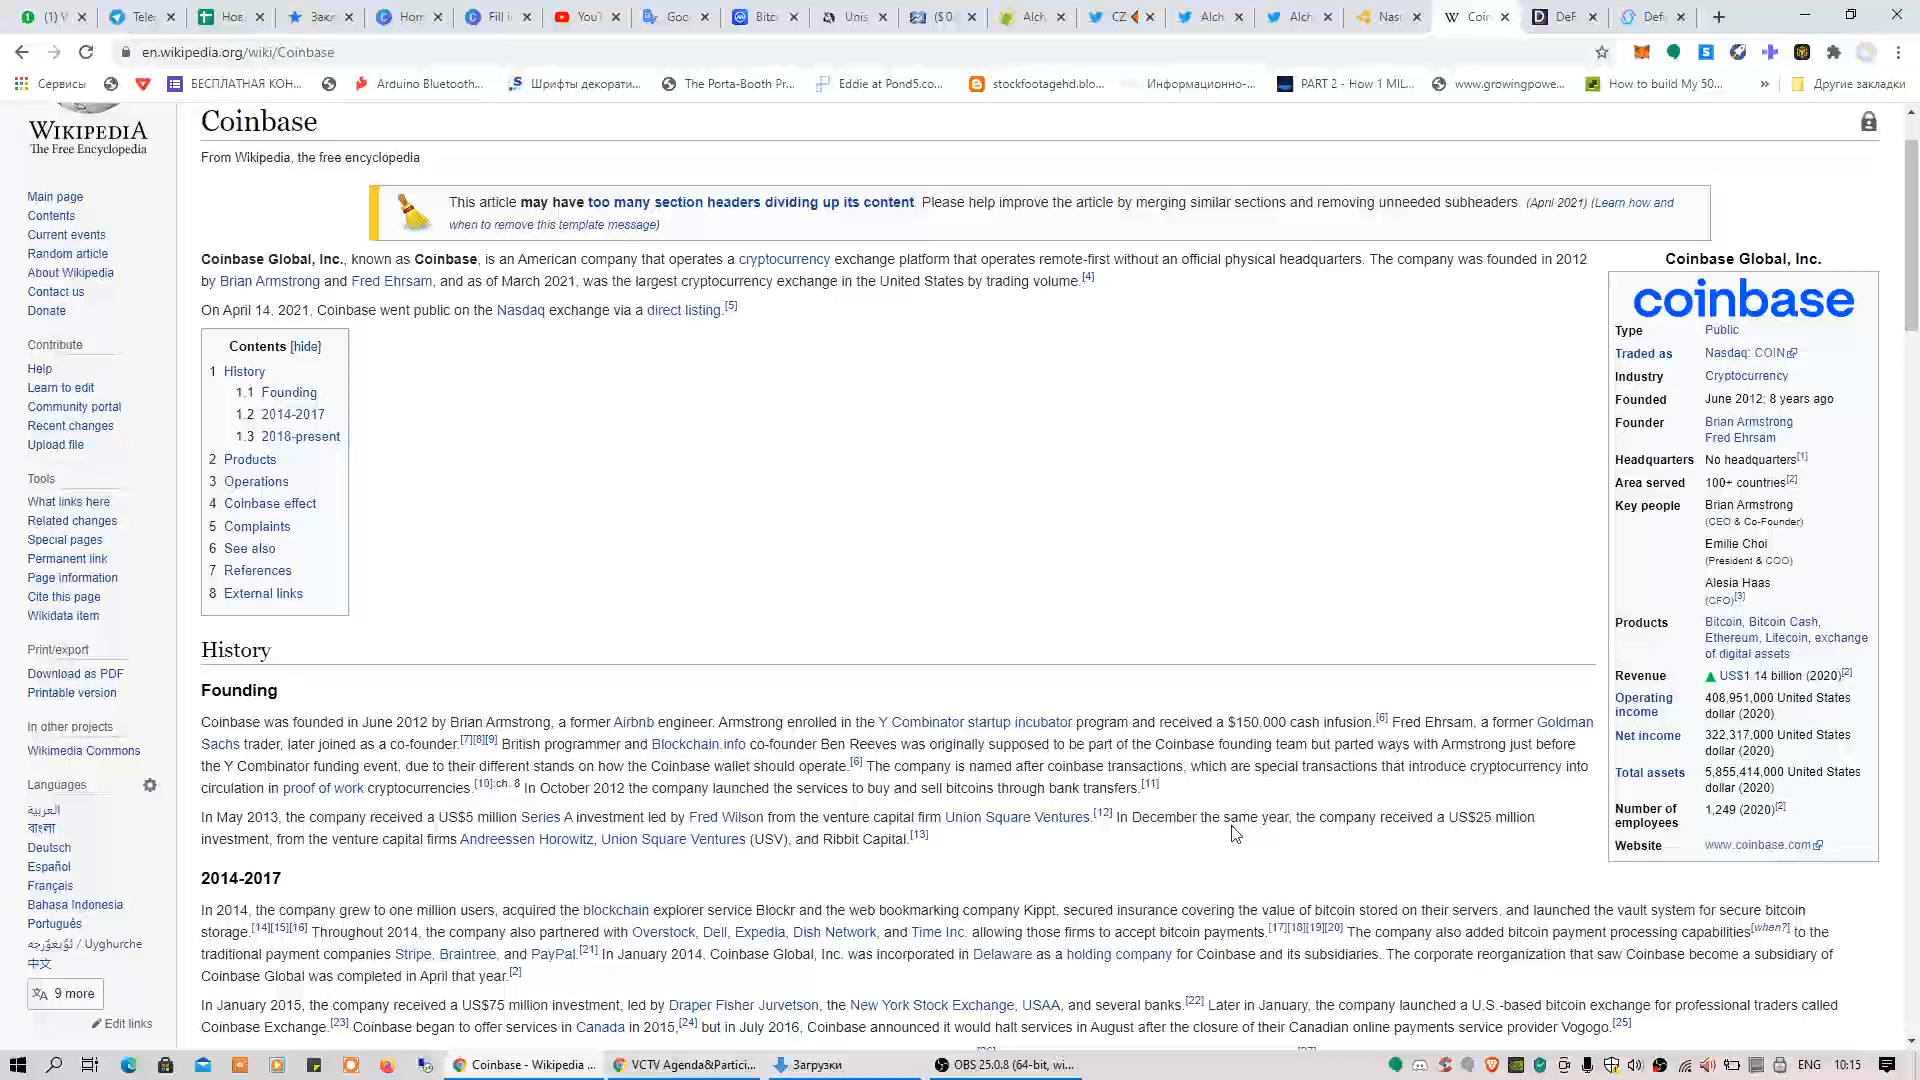 (1) V
Tele
Нов
Закл
Hom
Fill i
YouT
Goo
Bitc
Unis
($0.
Alch
CZ
Alch
Alch
Nas
Coin
DeF
Defi
en.wikipedia.org/wiki/Coinbase
Сервисы
БЕСПЛАТНАЯ КОН...
Arduino Bluetooth...
Шрифты декорати...
The Porta-Booth Pr...
Eddie at Pond5.co...
stockfootagehd.blo...
Информационно-...
PART 2 - How 1 MIL...
www.growingpowe...
How to build My 50...
»
Другие закладки
WIKIPEDIA
The Free Encyclopedia
Main page
Contents
Current events
Random article
About Wikipedia
Contact us
Donate
Contribute
Help
Learn to edit
Community portal
Recent changes
Upload file
Tools
What links here
Related changes
Special pages
Permanent link
Page information
Cite this page
Wikidata item
Print/export
Download as PDF
Printable version
In other projects
Wikimedia Commons
Languages
العربية
বাংলা
Deutsch
Español
Français
Bahasa Indonesia
Português
ئۇيغۇرچە / Uyghurche
中文
9 more
Edit links
Coinbase
From Wikipedia, the free encyclopedia
This article may have too many section headers dividing up its content. Please help improve the article by merging similar sections and removing unneeded subheaders. (April 2021) (Learn how and
when to remove this template message)
Coinbase Global, Inc., known as Coinbase, is an American company that operates a cryptocurrency exchange platform that operates remote-first without an official physical headquarters. The company was founded in 2012
by Brian Armstrong and Fred Ehrsam, and as of March 2021, was the largest cryptocurrency exchange in the United States by trading volume.[4]
On April 14, 2021, Coinbase went public on the Nasdaq exchange via a direct listing.[5]
Contents [hide]
1 History
1.1 Founding
1.2 2014-2017
1.3 2018-present
2 Products
3 Operations
4 Coinbase effect
5 Complaints
6 See also
7 References
8 External links
History
Founding
Coinbase was founded in June 2012 by Brian Armstrong, a former Airbnb engineer. Armstrong enrolled in the Y Combinator startup incubator program and received a $150,000 cash infusion.[6] Fred Ehrsam, a former Goldman
Sachs trader, later joined as a co-founder.[7][8][9] British programmer and Blockchain.info co-founder Ben Reeves was originally supposed to be part of the Coinbase founding team but parted ways with Armstrong just before
the Y Combinator funding event, due to their different stands on how the Coinbase wallet should operate.[6] The company is named after coinbase transactions, which are special transactions that introduce cryptocurrency into
circulation in proof of work cryptocurrencies.[10]:ch. 8 In October 2012 the company launched the services to buy and sell bitcoins through bank transfers.[11]
In May 2013, the company received a US$5 million Series A investment led by Fred Wilson from the venture capital firm Union Square Ventures.[12] In December the same year, the company received a US$25 million
investment, from the venture capital firms Andreessen Horowitz, Union Square Ventures (USV), and Ribbit Capital.[13]
2014-2017
In 2014, the company grew to one million users, acquired the blockchain explorer service Blockr and the web bookmarking company Kippt, secured insurance covering the value of bitcoin stored on their servers, and launched the vault system for secure bitcoin
storage.[14][15][16] Throughout 2014, the company also partnered with Overstock, Dell, Expedia, Dish Network, and Time Inc. allowing those firms to accept bitcoin payments.[17][18][19][20] The company also added bitcoin payment processing capabilities[when?] to the
traditional payment companies Stripe, Braintree, and PayPal.[21] In January 2014, Coinbase Global, Inc. was incorporated in Delaware as a holding company for Coinbase and its subsidiaries. The corporate reorganization that saw Coinbase become a subsidiary of
Coinbase Global was completed in April that year.[2]
In January 2015, the company received a US$75 million investment, led by Draper Fisher Jurvetson, the New York Stock Exchange, USAA, and several banks.[22] Later in January, the company launched a U.S.-based bitcoin exchange for professional traders called
Coinbase Exchange.[23] Coinbase began to offer services in Canada in 2015,[24] but in July 2016, Coinbase announced it would halt services in August after the closure of their Canadian online payments service provider Vogogo.[25]
Coinbase Global, Inc.
coinbase
Type Public
Traded as Nasdaq: COIN
Industry Cryptocurrency
Founded June 2012; 8 years ago
Founder Brian Armstrong
Fred Ehrsam
Headquarters No headquarters[1]
Area served 100+ countries[2]
Key people Brian Armstrong
(CEO & Co-Founder)
Emilie Choi
(President & COO)
Alesia Haas
(CFO)[3]
Products Bitcoin, Bitcoin Cash,
Ethereum, Litecoin, exchange
of digital assets
Revenue US$1.14 billion (2020)[2]
Operating income 408,951,000 United States
dollar (2020)
Net income 322,317,000 United States
dollar (2020)
Total assets 5,855,414,000 United States
dollar (2020)
Number of employees 1,249 (2020)[2]
Website www.coinbase.com
Coinbase - Wikipedia ...
VCTV Agenda&Partici...
Загрузки
OBS 25.0.8 (64-bit, wi...
ENG
10:15